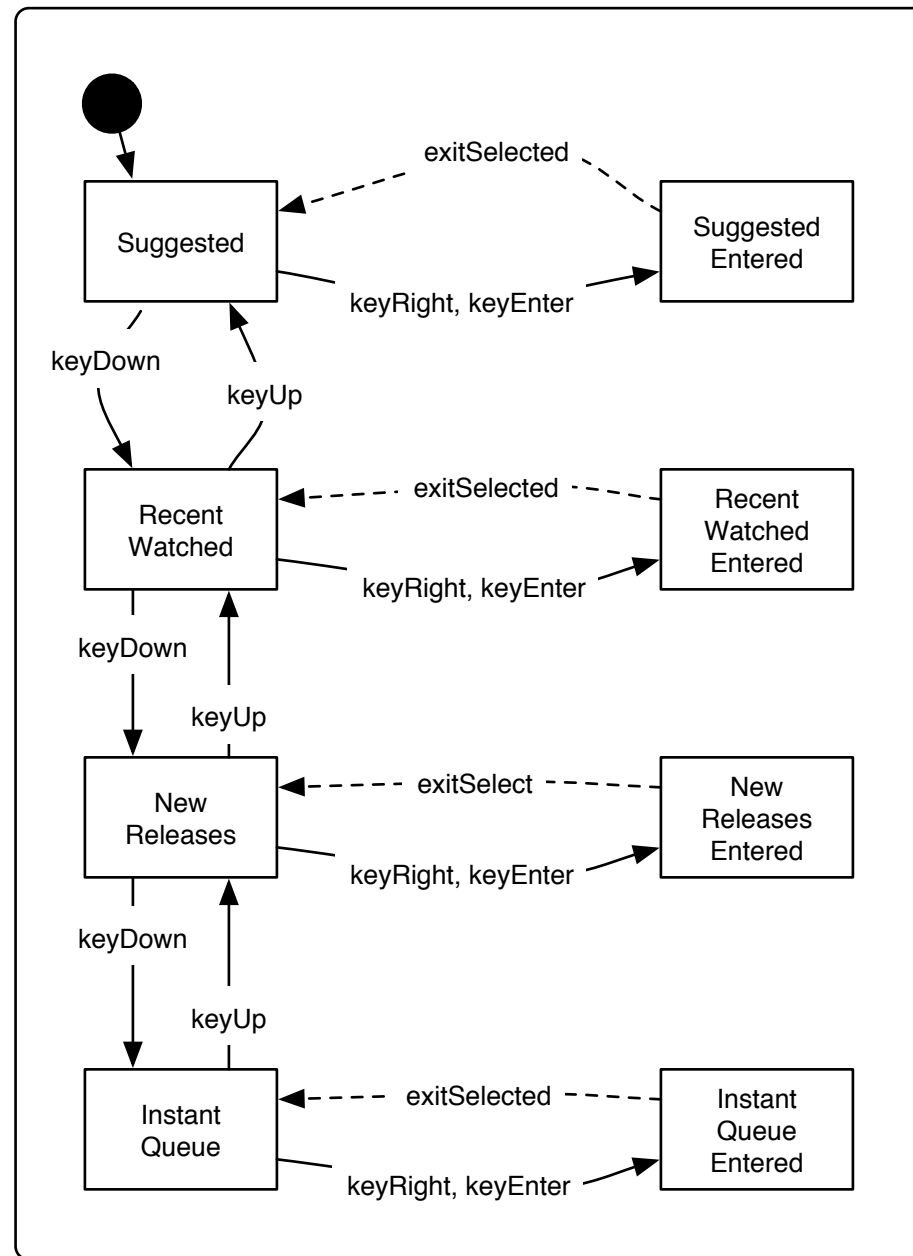 exitSelected
Suggested
Suggested
Entered
keyRight, keyEnter
keyDown
keyUp
exitSelected
Recent
Watched
Recent
Watched
Entered
keyRight, keyEnter
keyDown
keyUp
exitSelect
New
Releases
New
Releases
Entered
keyRight, keyEnter
keyDown
keyUp
exitSelected
Instant
Queue
Instant
Queue
Entered
keyRight, keyEnter